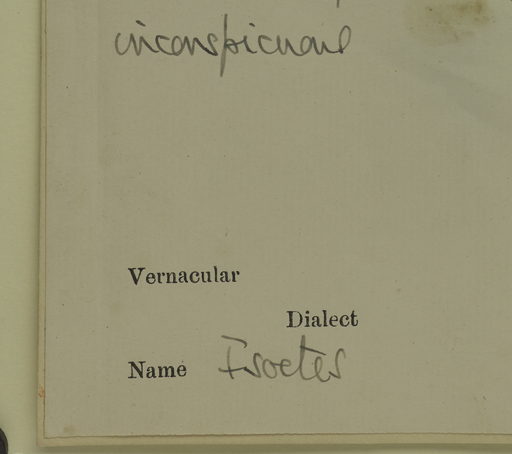 inconspicuous
Vernacular
Dialect
Name Isoetes